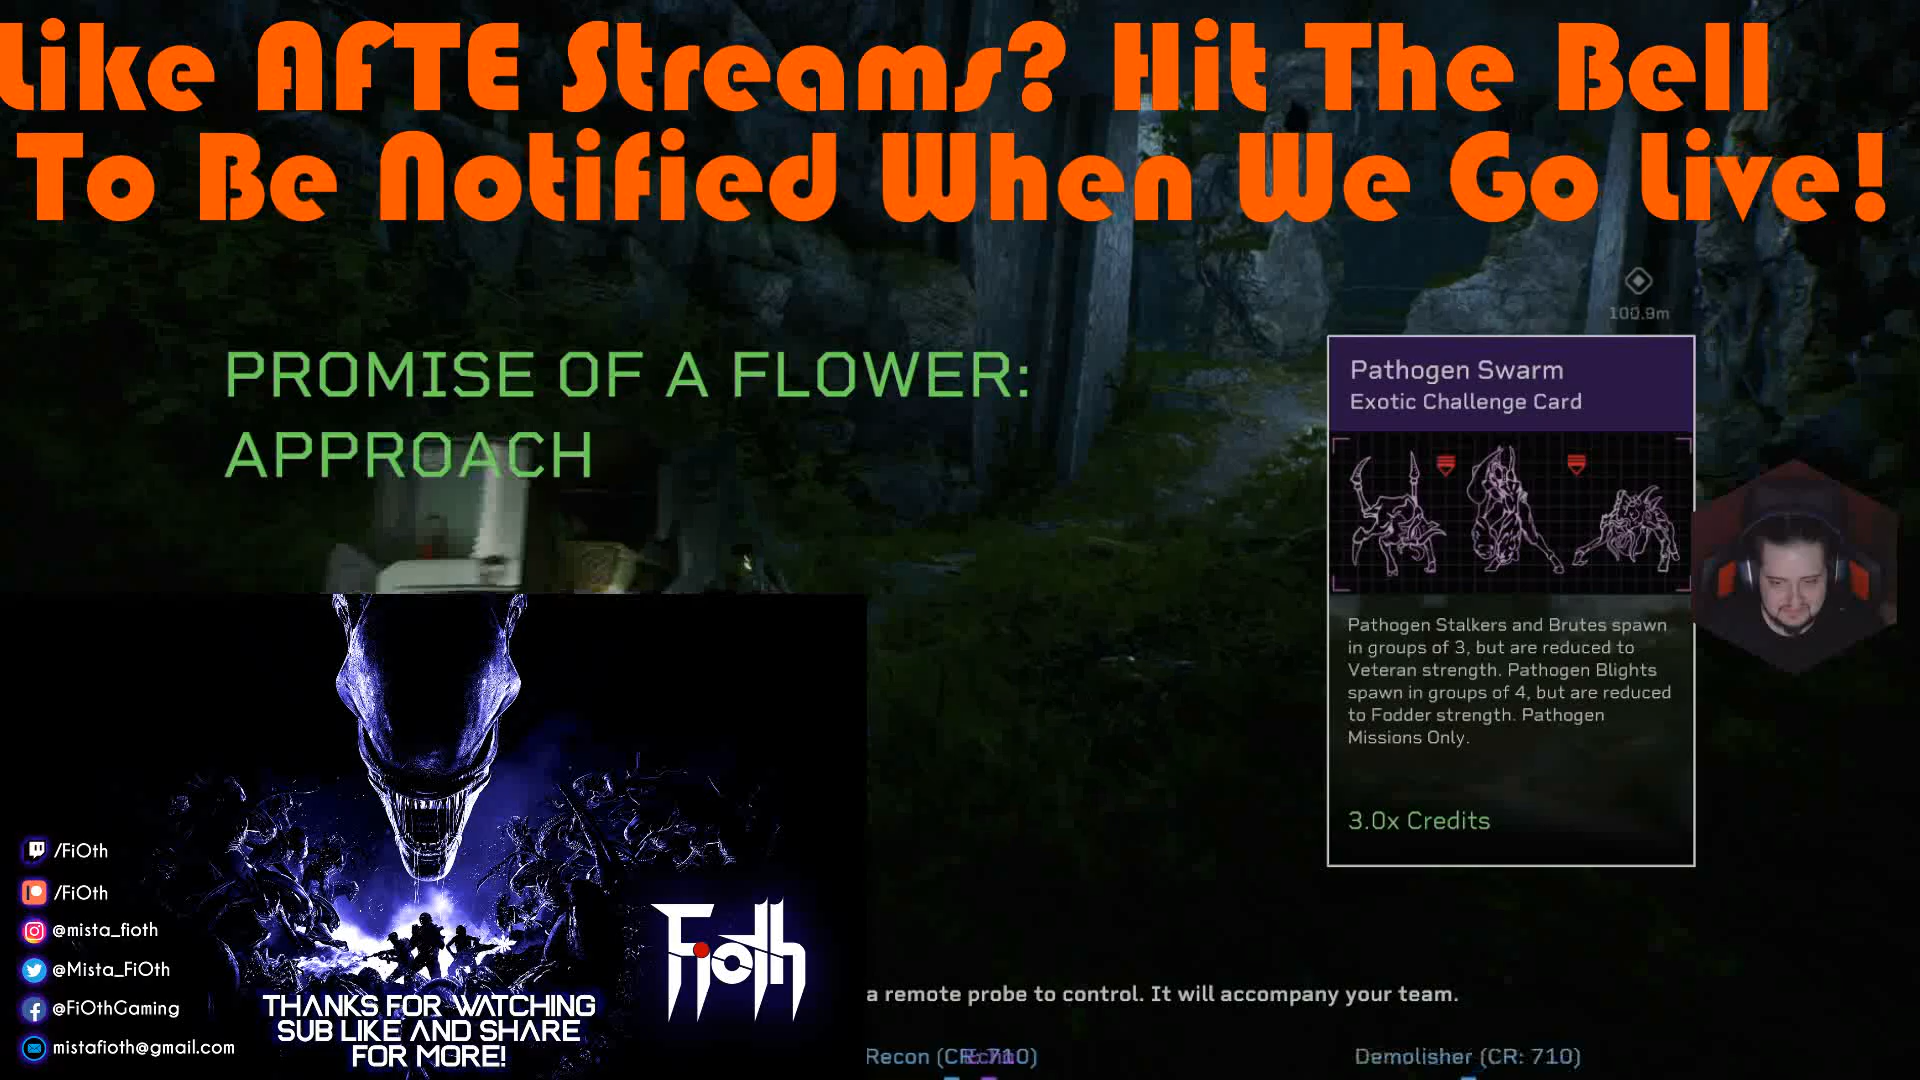 Like AFTE Streams? Hit The Bell
To Be Notified When We Go Live!
100.9m
PROMISE OF A FLOWER:
APPROACH
Pathogen Swarm
Exotic Challenge Card
Pathogen Stalkers and Brutes spawn
in groups of 3, but are reduced to
Veteran strength. Pathogen Blights
spawn in groups of 4, but are reduced
to Fodder strength. Pathogen
Missions Only.
3.0x Credits
/FiOth
/FiOth
@mista_fioth
@Mista_FiOth
@FiOthGaming
mistafioth@gmail.com
THANKS FOR WATCHING
SUB LIKE AND SHARE
FOR MORE!
FiOth
a remote probe to control. It will accompany your team.
Recon (CR: 710)
Demolisher (CR: 710)